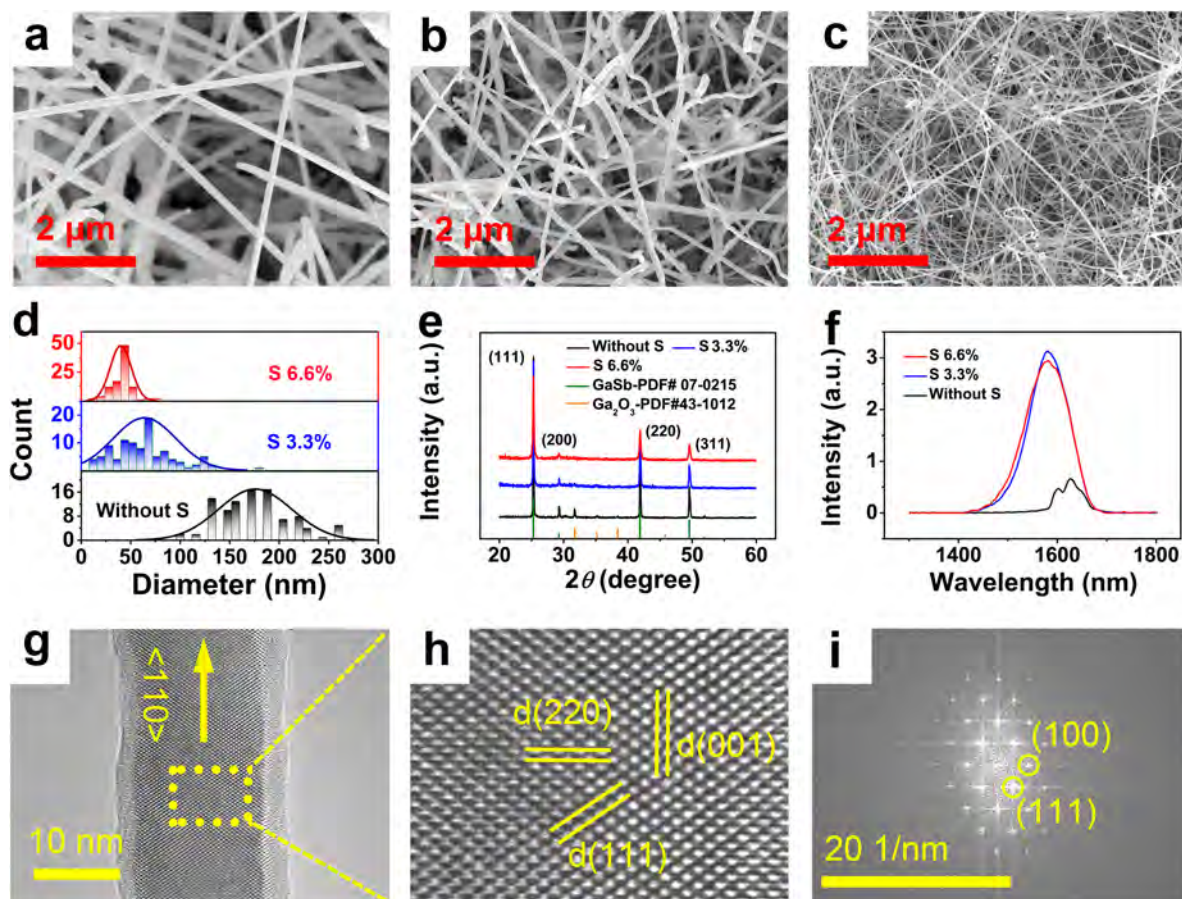 a
2 μm
b
2 μm
c
2 μm
d
50
25
S 6.6%
20
10
S 3.3%
16
8
0
Without S
0 50 100 150 200 250 300
Count
Diameter (nm)
e
Without S S 3.3%
S 6.6%
GaSb-PDF# 07-0215
Ga₂O₃-PDF#43-1012
(111)
(200)
(220)
(311)
20 30 40 50 60
Intensity (a.u.)
2θ (degree)
f
S 6.6%
S 3.3%
Without S
3
2
1
0
1400 1600 1800
Intensity (a.u.)
Wavelength (nm)
g
<110>
10 nm
h
d(220)
d(001)
d(111)
i
(100)
(111)
20 1/nm